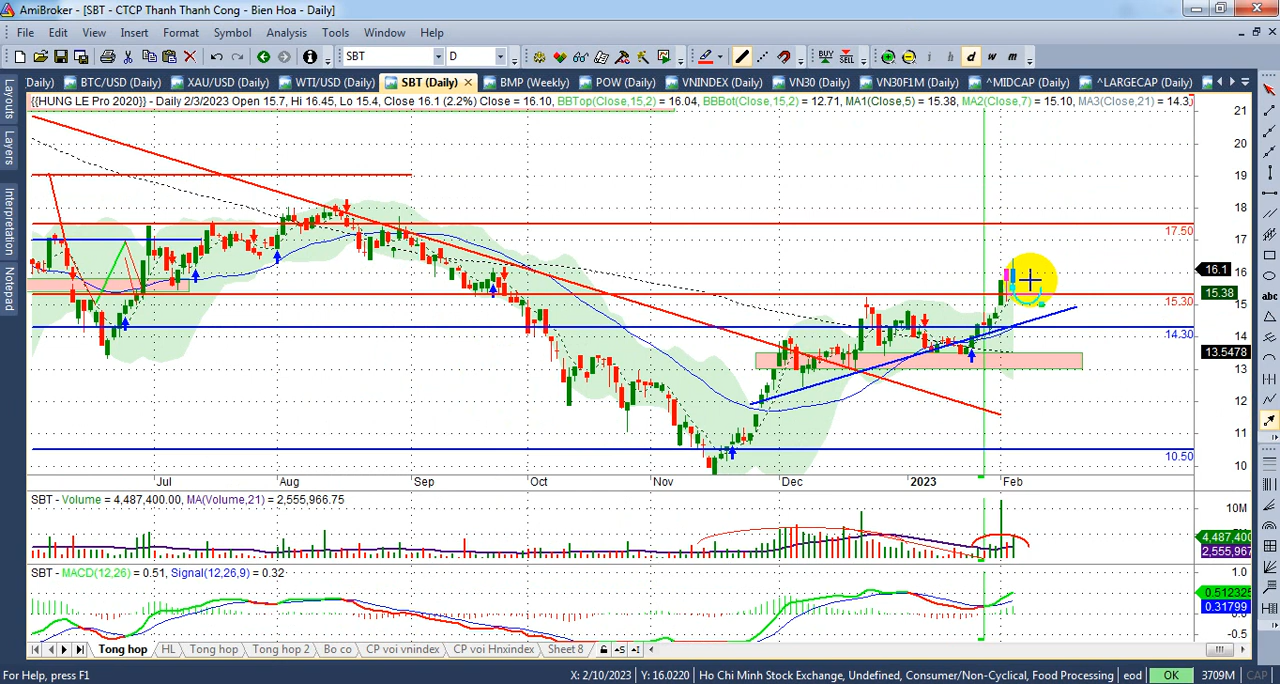 AmiBroker - [SBT - CTCP Thanh Thanh Cong - Bien Hoa - Daily]
File Edit View Insert Format Symbol Analysis Tools Window Help
SBT D BUY SELL i h d w m
Daily) BTC/USD (Daily) XAU/USD (Daily) WTI/USD (Daily) SBT (Daily) BMP (Weekly) POW (Daily) VNINDEX (Daily) VN30 (Daily) VN30F1M (Daily) ^MIDCAP (Daily) ^LARGECAP (Daily)
Layouts
Layers
Interpretation
Notepad
{{HUNG LE Pro 2020}} - Daily 2/3/2023 Open 15.7, Hi 16.45, Lo 15.4, Close 16.1 (2.2%) Close = 16.10, BBTop(Close,15,2) = 16.04, BBBot(Close,15,2) = 12.71, MA1(Close,5) = 15.38, MA2(Close,7) = 15.10, MA3(Close,21) = 14.3
21
20
19
18
17.50
17
16.1
16
15.38
15.30
15
14.30
14
13.5478
13
12
11
10.50
10
abc
Jul Aug Sep Oct Nov Dec 2023 Feb
SBT - Volume = 4,487,400.00, MA(Volume,21) = 2,555,966.75
10M
4,487,400
2,555,967
SBT - MACD(12,26) = 0.51, Signal(12,26,9) = 0.32
1.0
0.512325
0.31799
-0.5
Tong hop HL Tong hop Tong hop 2 Bo co CP voi vnindex CP voi Hnxindex Sheet 8
For Help, press F1 X: 2/10/2023 Y: 16.0220 Ho Chi Minh Stock Exchange, Undefined, Consumer/Non-Cyclical, Food Processing eod OK 3709M CAP